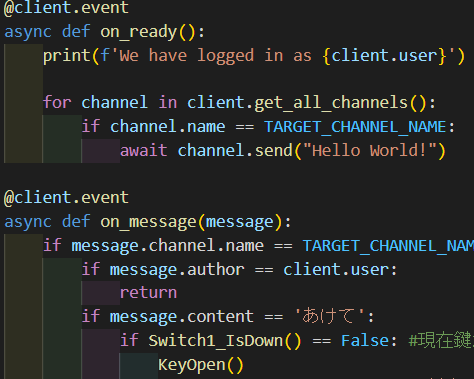 @client.event
async def on_ready():
print(f'We have logged in as {client.user}')
for channel in client.get_all_channels():
if channel.name == TARGET_CHANNEL_NAME:
await channel.send("Hello World!")
@client.event
async def on_message(message):
if message.channel.name == TARGET_CHANNEL_NAM
if message.author == client.user:
return
if message.content == 'あけて':
if Switch1_IsDown() == False: #現在鍵
KeyOpen()